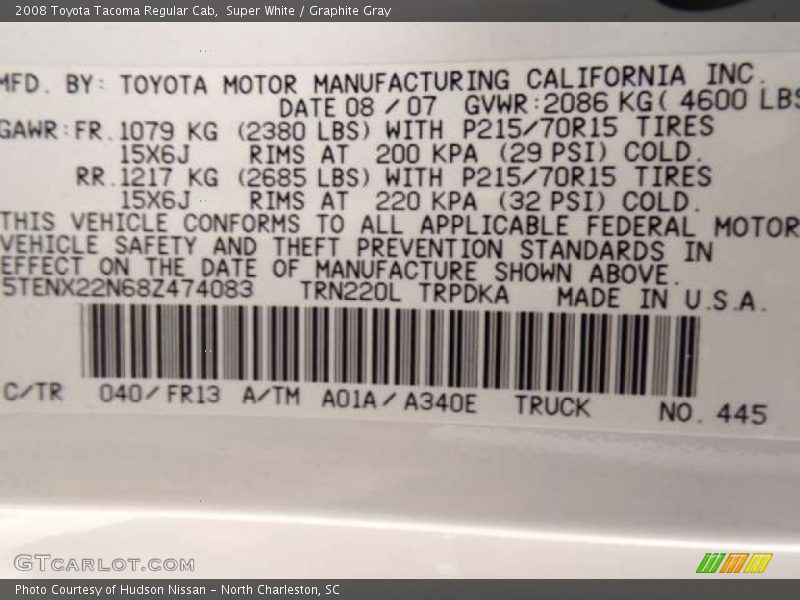 2008 Toyota Tacoma Regular Cab, Super White / Graphite Gray
MFD. BY: TOYOTA MOTOR MANUFACTURING CALIFORNIA INC.
DATE 08 / 07 GVWR:2086 KG( 4600 LBS
GAWR:FR.1079 KG (2380 LBS) WITH P215/70R15 TIRES
15X6J RIMS AT 200 KPA (29 PSI) COLD.
RR.1217 KG (2685 LBS) WITH P215/70R15 TIRES
15X6J RIMS AT 220 KPA (32 PSI) COLD.
THIS VEHICLE CONFORMS TO ALL APPLICABLE FEDERAL MOTOR
VEHICLE SAFETY AND THEFT PREVENTION STANDARDS IN
EFFECT ON THE DATE OF MANUFACTURE SHOWN ABOVE.
5TENX22N68Z474083 TRN220L TRPDKA MADE IN U.S.A.
C/TR 040/FR13 A/TM A01A/A340E TRUCK NO. 445
GTCARLOT.COM
Photo Courtesy of Hudson Nissan - North Charleston, SC